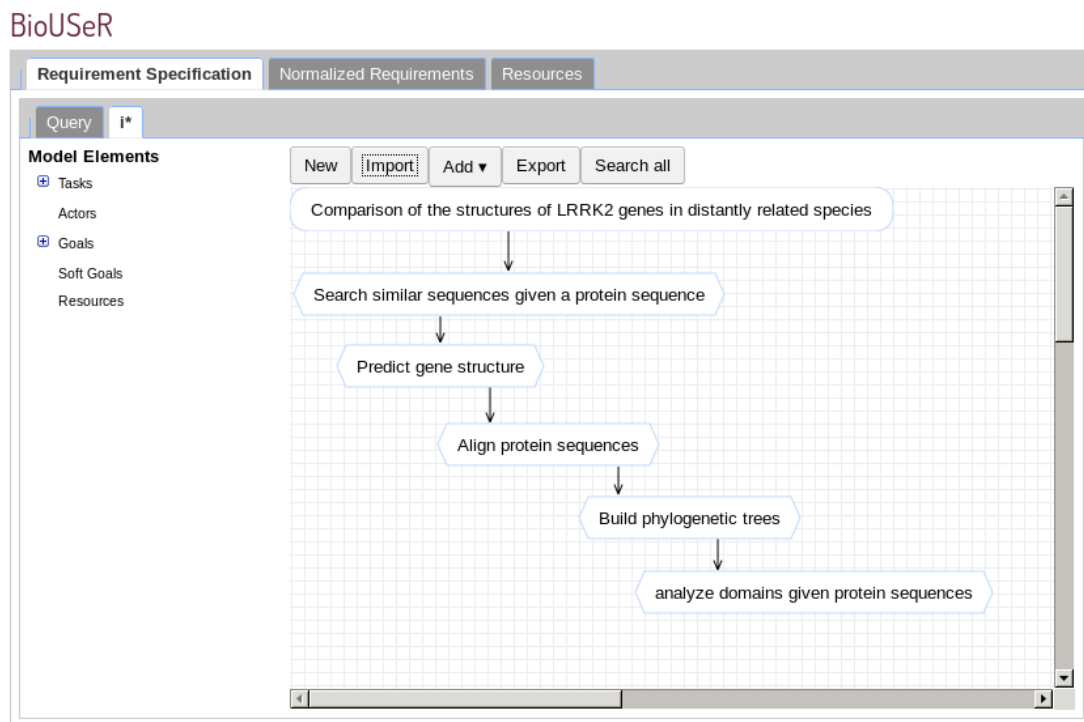 BioUSeR
Requirement Specification
Normalized Requirements
Resources
Query
i*
Model Elements
Tasks
Actors
Goals
Soft Goals
Resources
New
Import
Add ▾
Export
Search all
Comparison of the structures of LRRK2 genes in distantly related species
Search similar sequences given a protein sequence
Predict gene structure
Align protein sequences
Build phylogenetic trees
analyze domains given protein sequences